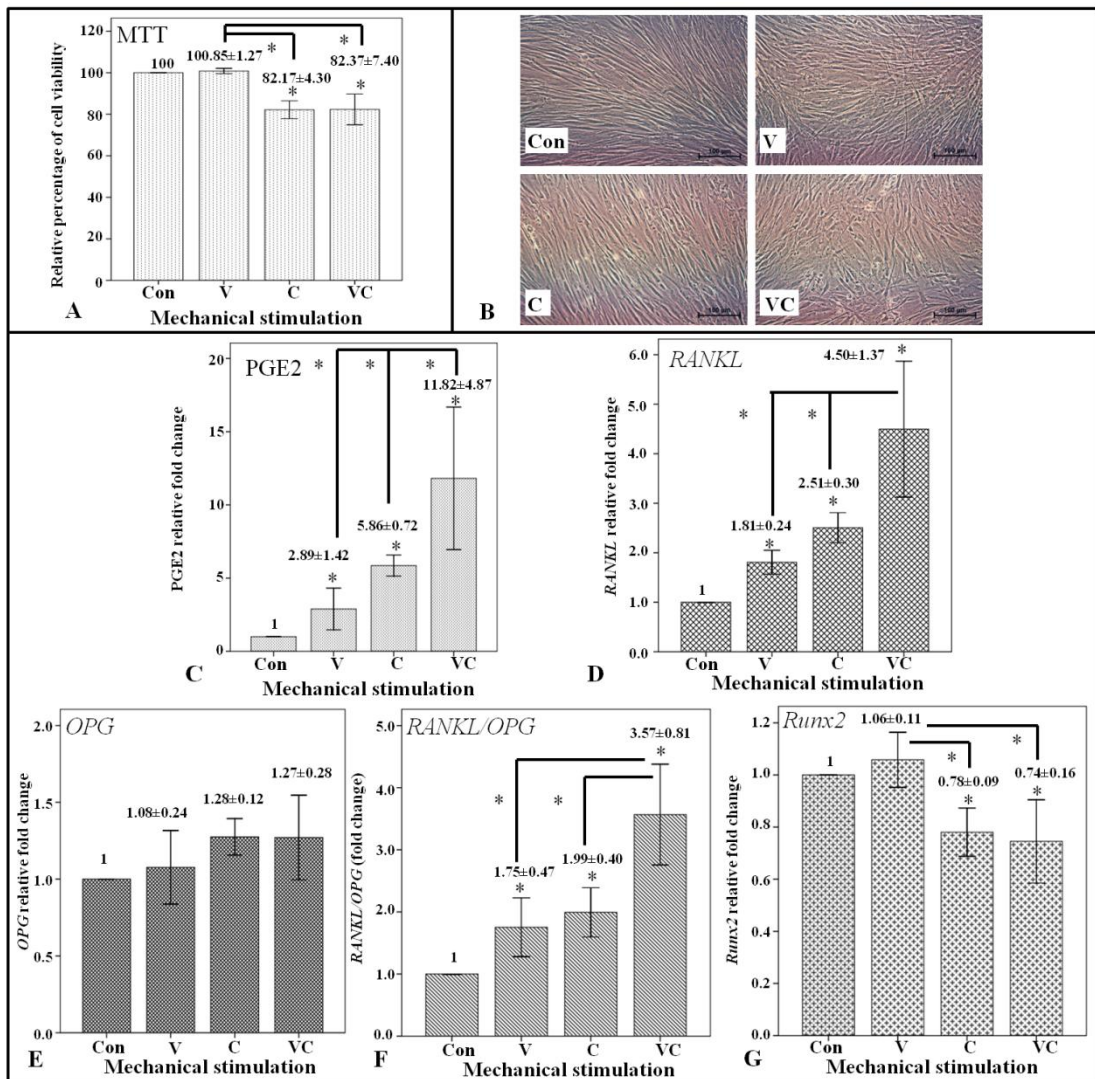 MTT
Relative percentage of cell viability
120
100
80
60
40
20
0
100
100.85±1.27
*
82.17±4.30
*
*
82.37±7.40
*
Con V C VC
Mechanical stimulation
A
Con
100 μm
V
100 μm
C
100 μm
VC
100 μm
B
PGE2
PGE2 relative fold change
20
15
10
5
0
1
2.89±1.42
*
5.86±0.72
*
11.82±4.87
*
* * *
Con V C VC
Mechanical stimulation
C
RANKL
RANKL relative fold change
6.0
5.0
4.0
3.0
2.0
1.0
0.0
1
1.81±0.24
*
2.51±0.30
*
4.50±1.37
*
* *
Con V C VC
Mechanical stimulation
D
OPG
OPG relative fold change
2.0
1.5
1.0
0.5
0.0
1
1.08±0.24
1.28±0.12
1.27±0.28
Con V C VC
Mechanical stimulation
E
RANKL/OPG
RANKL/OPG (fold change)
5.0
4.0
3.0
2.0
1.0
0.0
1
1.75±0.47
*
1.99±0.40
*
3.57±0.81
*
* *
Con V C VC
Mechanical stimulation
F
Runx2
Runx2 relative fold change
1.2
1.0
0.8
0.6
0.4
0.2
0.0
1
1.06±0.11
*
0.78±0.09
*
*
0.74±0.16
*
Con V C VC
Mechanical stimulation
G